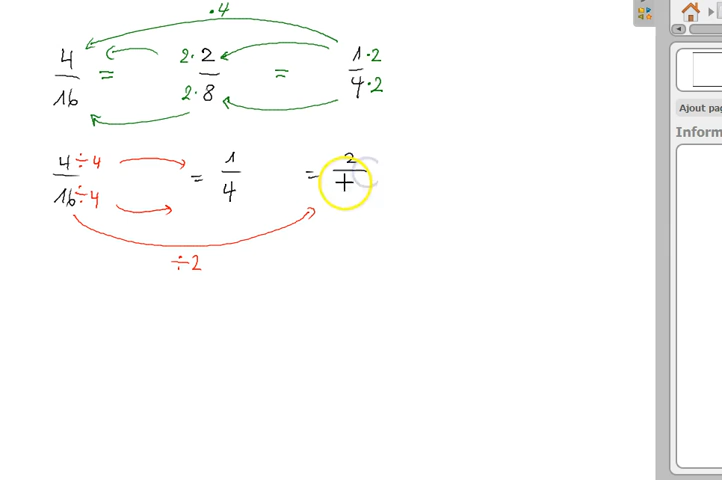 ·4
4/16 = 2· 2/2· 8 = 1·2/4·2
4÷4/16÷4 = 1/4 = 2/
÷2
Ajout pag
Inform